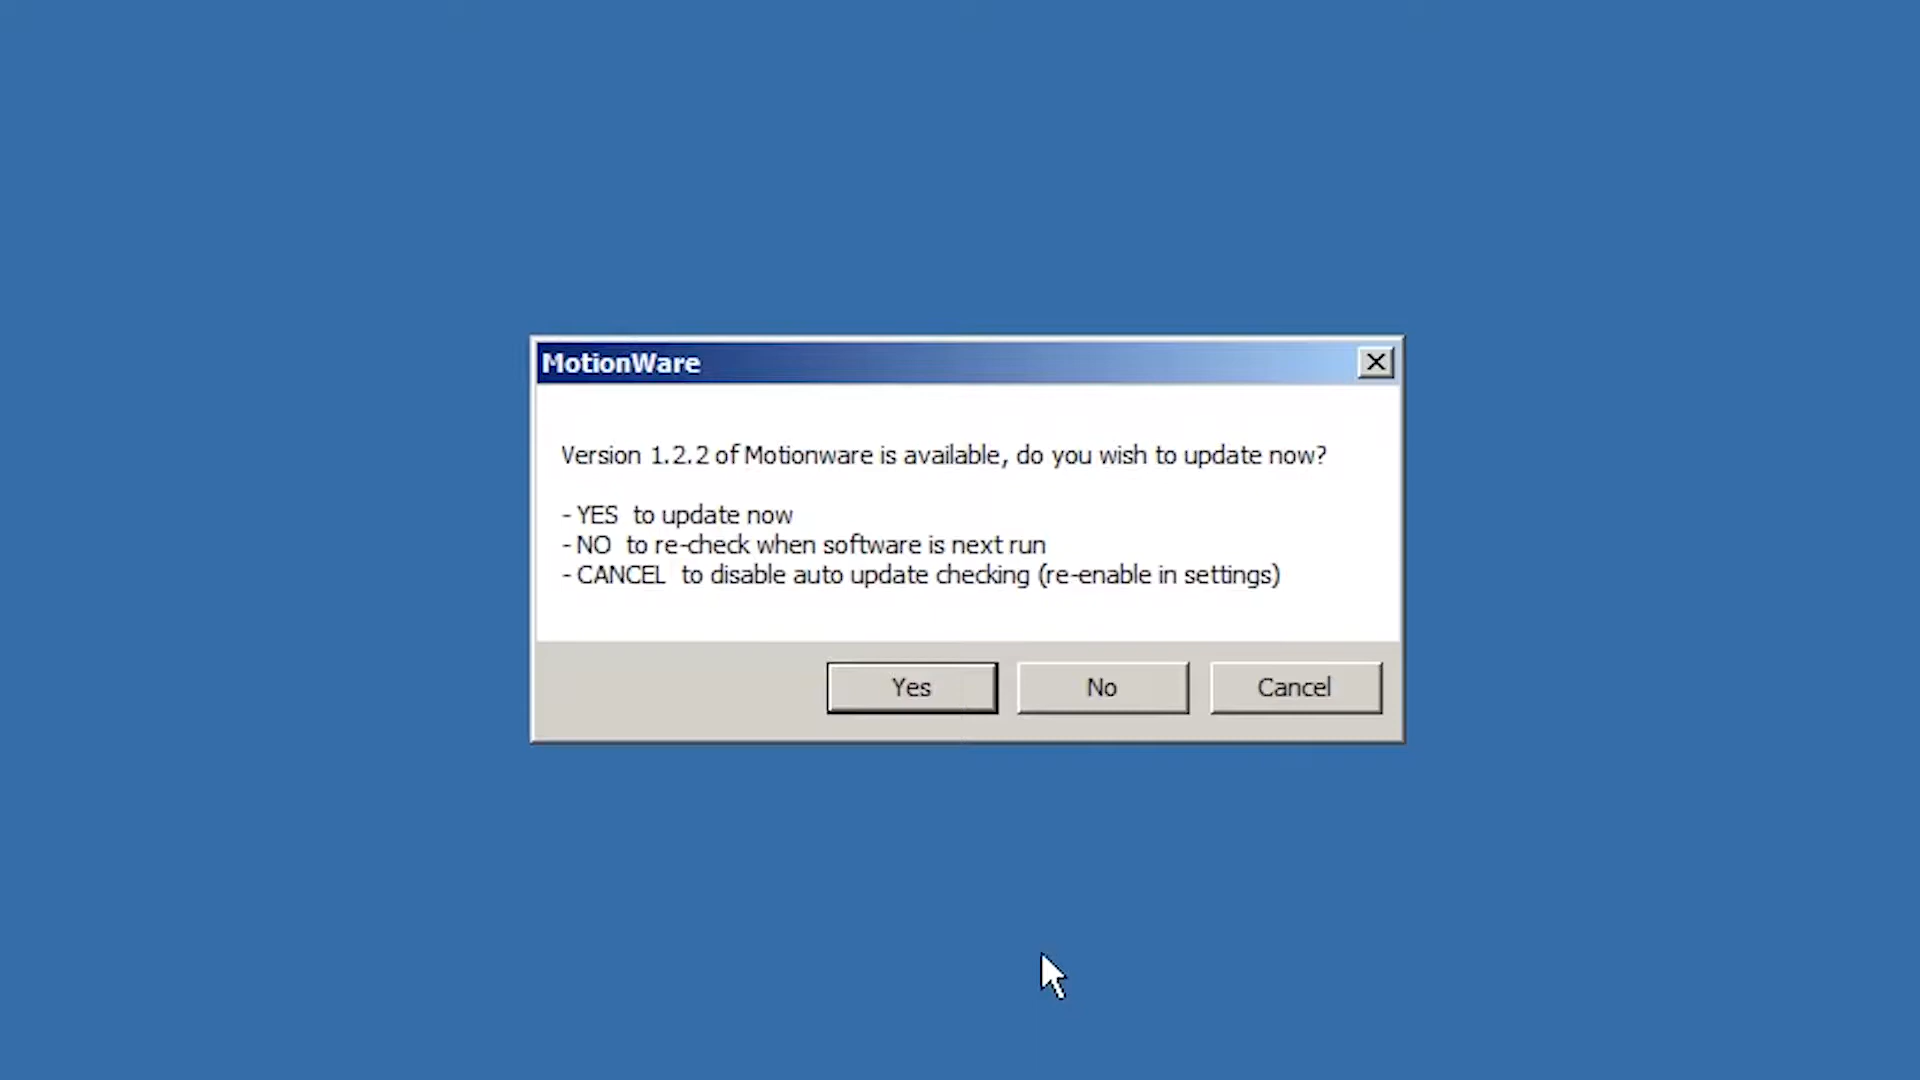 MotionWare
Version 1.2.2 of Motionware is available, do you wish to update now?
- YES  to update now
- NO  to re-check when software is next run
- CANCEL  to disable auto update checking (re-enable in settings)
Yes No Cancel